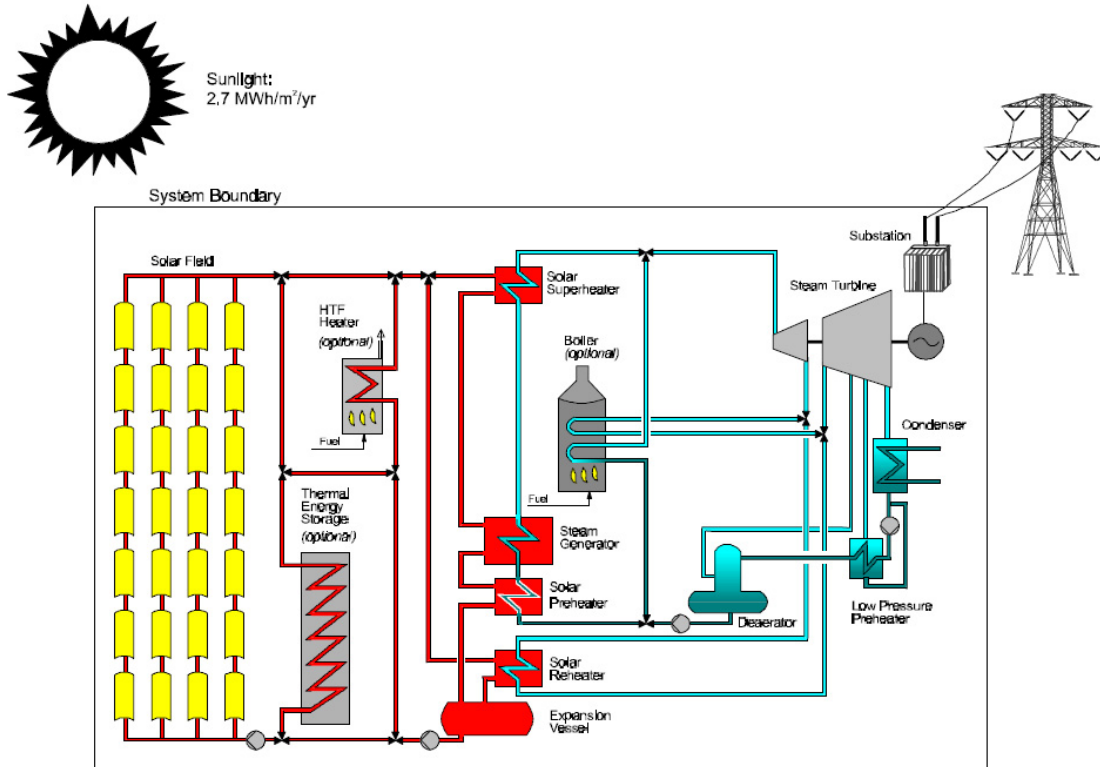 Sunlight:
2,7 MWh/m²/yr
System Boundary
Substation
Solar Field
Solar
Superheater
Steam Turbine
HTF
Heater
(optional)
Boiler
(optional)
Condenser
Fuel
Thermal
Energy
Storage
(optional)
Fuel
Steam
Generator
Solar
Preheater
Deaerator
Low Pressure
Preheater
Solar
Reheater
Expansion
Vessel